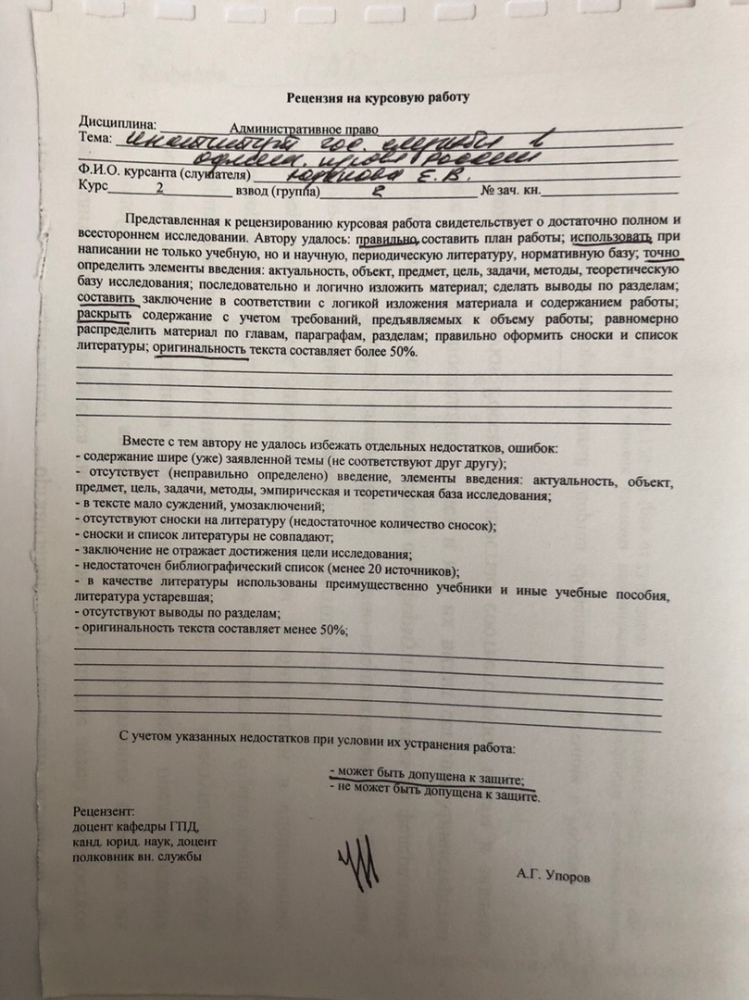 Рецензия на курсовую работу
Дисциплина: Административное право
Тема: гос. службы в
России
Ф.И.О. курсанта (слушателя) Е.В.
Курс 2 взвод (группа) 2 № зач. кн.
Представленная к рецензированию курсовая работа свидетельствует о достаточно полном и
всестороннем исследовании. Автору удалось: правильно составить план работы; использовать при
написании не только учебную, но и научную, периодическую литературу, нормативную базу; точно
определить элементы введения: актуальность, объект, предмет, цель, задачи, методы, теоретическую
базу исследования; последовательно и логично изложить материал; сделать выводы по разделам;
составить заключение в соответствии с логикой изложения материала и содержанием работы;
раскрыть содержание с учетом требований, предъявляемых к объему работы; равномерно
распределить материал по главам, параграфам, разделам; правильно оформить сноски и список
литературы; оригинальность текста составляет более 50%.
Вместе с тем автору не удалось избежать отдельных недостатков, ошибок:
- содержание шире (уже) заявленной темы (не соответствуют друг другу);
- отсутствует (неправильно определено) введение, элементы введения: актуальность, объект,
предмет, цель, задачи, методы, эмпирическая и теоретическая база исследования;
- в тексте мало суждений, умозаключений;
- отсутствуют сноски на литературу (недостаточное количество сносок);
- сноски и список литературы не совпадают;
- заключение не отражает достижения цели исследования;
- недостаточен библиографический список (менее 20 источников);
- в качестве литературы использованы преимущественно учебники и иные учебные пособия,
литература устаревшая;
- отсутствуют выводы по разделам;
- оригинальность текста составляет менее 50%;
С учетом указанных недостатков при условии их устранения работа:
- может быть допущена к защите;
- не может быть допущена к защите.
Рецензент:
доцент кафедры ГПД,
канд. юрид. наук, доцент
полковник вн. службы
А.Г. Упоров